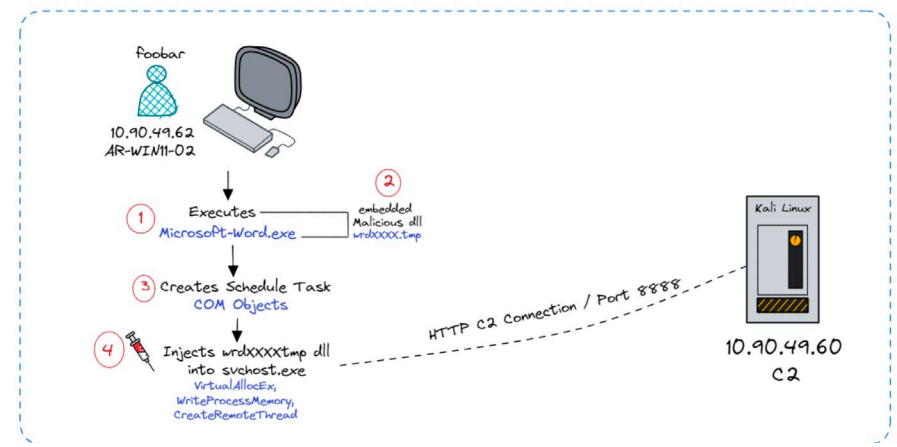 foobar
10.90.49.62
AR-WIN11-02
2
1
Executes
Microsoft-Word.exe
embedded
Malicious dll
wrdXXXX.tmp
3
Creates Schedule Task
COM Objects
4
Injects wrdXXXXtmp dll
into svchost.exe
VirtualAllocEx,
WriteProcessMemory,
CreateRemoteThread
HTTP C2 Connection / Port 8888
Kali Linux
10.90.49.60
C2